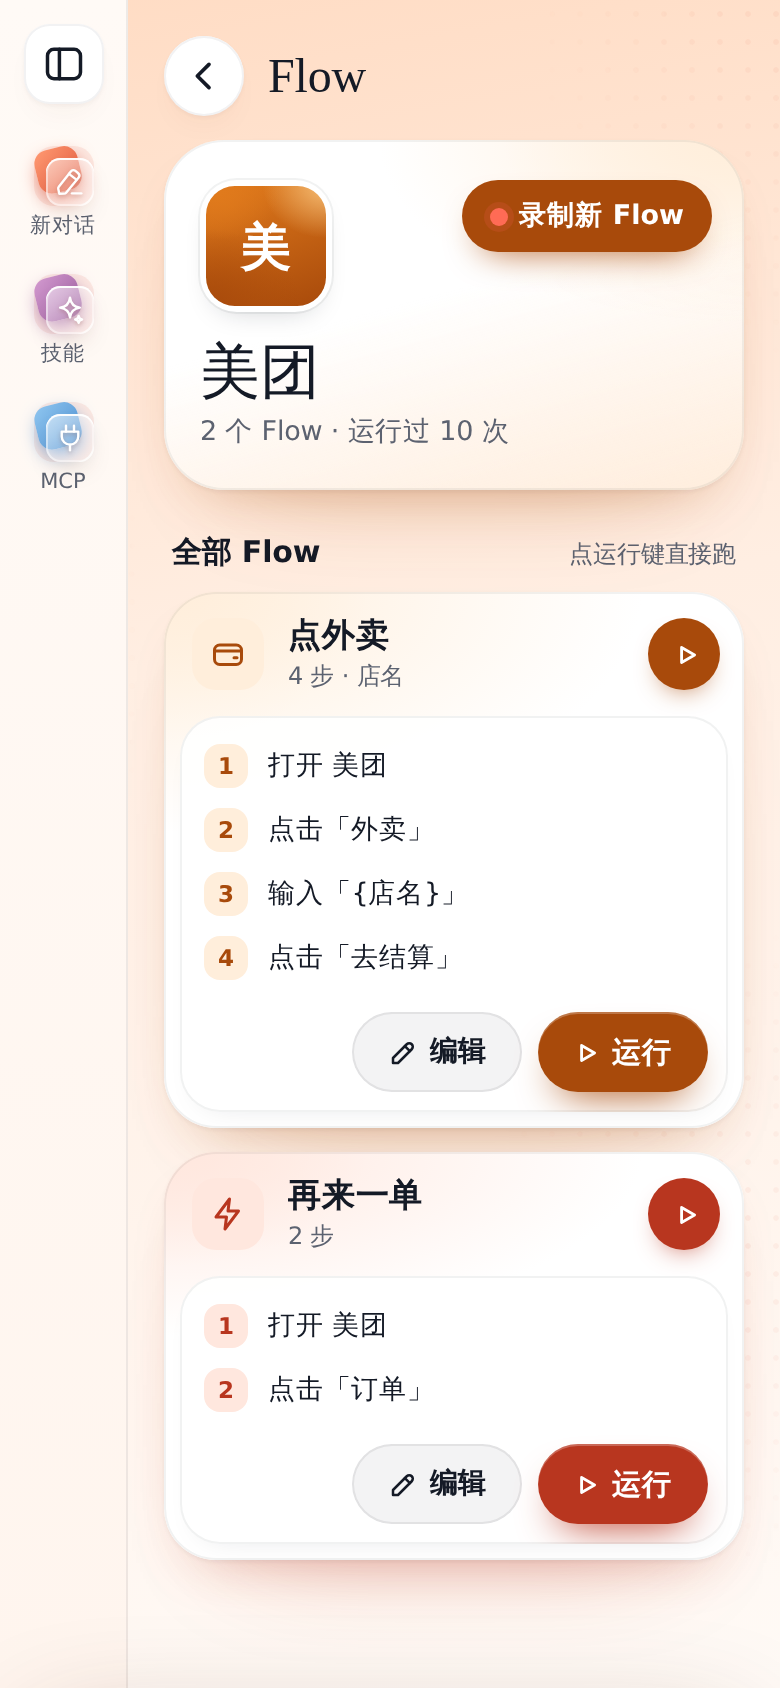 Flow
新对话
技能
MCP
美
录制新 Flow
美团
2 个 Flow · 运行过 10 次
全部 Flow
点运行键直接跑
点外卖
4 步 · 店名
1 打开 美团
2 点击「外卖」
3 输入「{店名}」
4 点击「去结算」
编辑
运行
再来一单
2 步
1 打开 美团
2 点击「订单」
编辑
运行